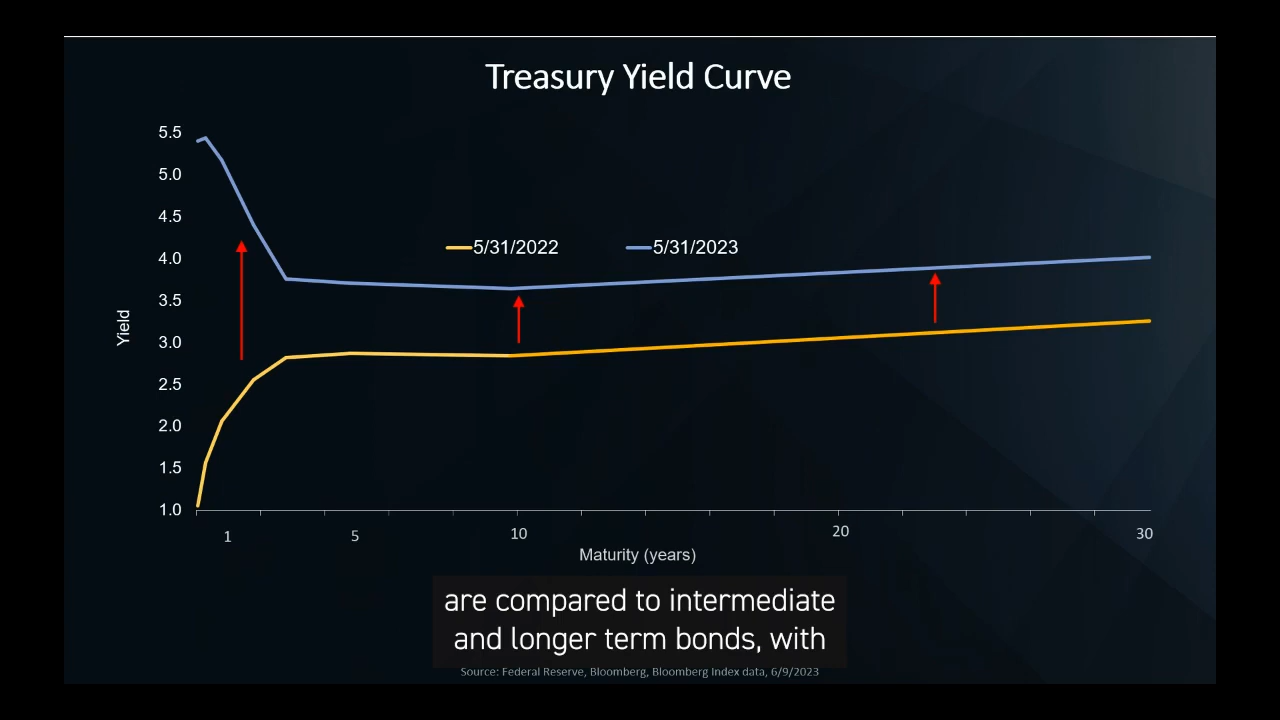 Treasury Yield Curve
5.5
5.0
4.5
4.0
3.5
3.0
2.5
2.0
1.5
1.0
Yield
5/31/2022 5/31/2023
1 5 10 20 30
Maturity (years)
are compared to intermediate
and longer term bonds, with
Source: Federal Reserve, Bloomberg, Bloomberg Index data, 6/9/2023